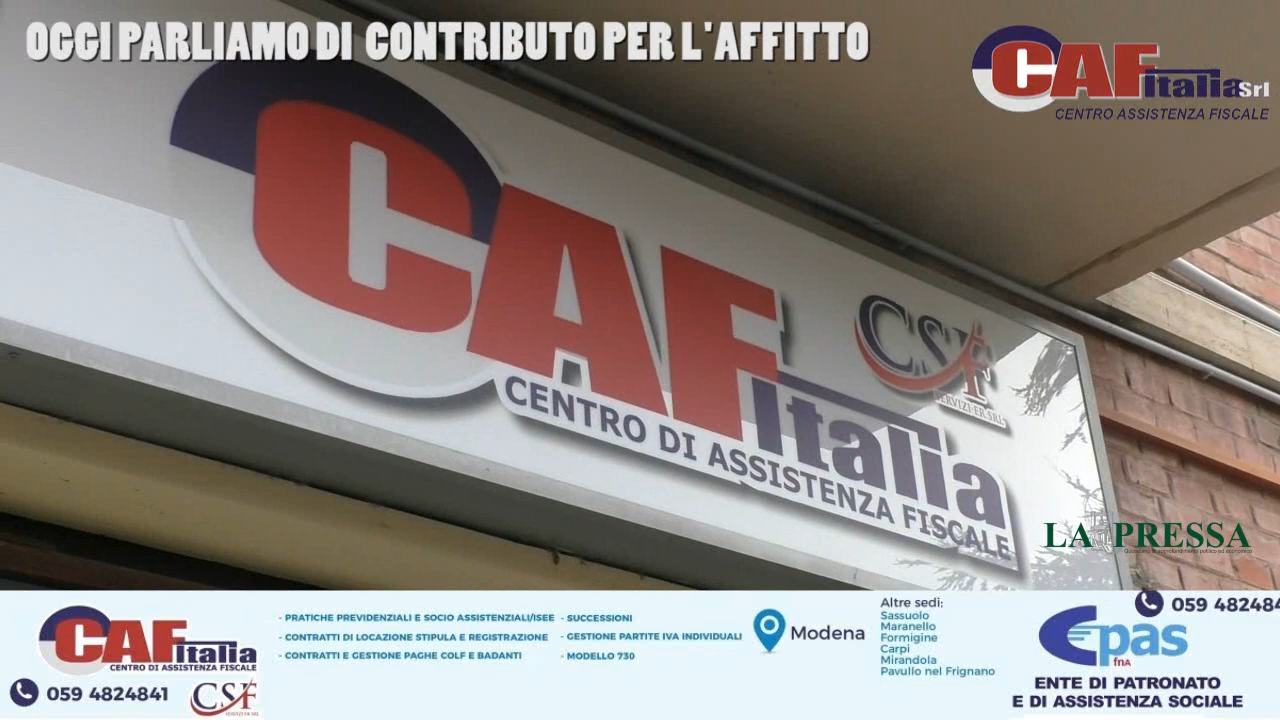 OGGI PARLIAMO DI CONTRIBUTO PER L'AFFITTO
CAF italia Srl
CENTRO ASSISTENZA FISCALE
CAF Italia
CENTRO DI ASSISTENZA FISCALE
CSF
SERVIZI-ER SRL
LA PRESSA
CAF italia
CENTRO DI ASSISTENZA FISCALE
059 4824841
CSF
- PRATICHE PREVIDENZIALI E SOCIO ASSISTENZIALI/ISEE
- CONTRATTI DI LOCAZIONE STIPULA E REGISTRAZIONE
- CONTRATTI E GESTIONE PAGHE COLF E BADANTI
- SUCCESSIONI
- GESTIONE PARTITE IVA INDIVIDUALI
- MODELLO 730
Modena
Altre sedi:
Sassuolo
Maranello
Formigine
Carpi
Mirandola
Pavullo nel Frignano
059 482484
Epas
fnA
ENTE DI PATRONATO
E DI ASSISTENZA SOCIALE